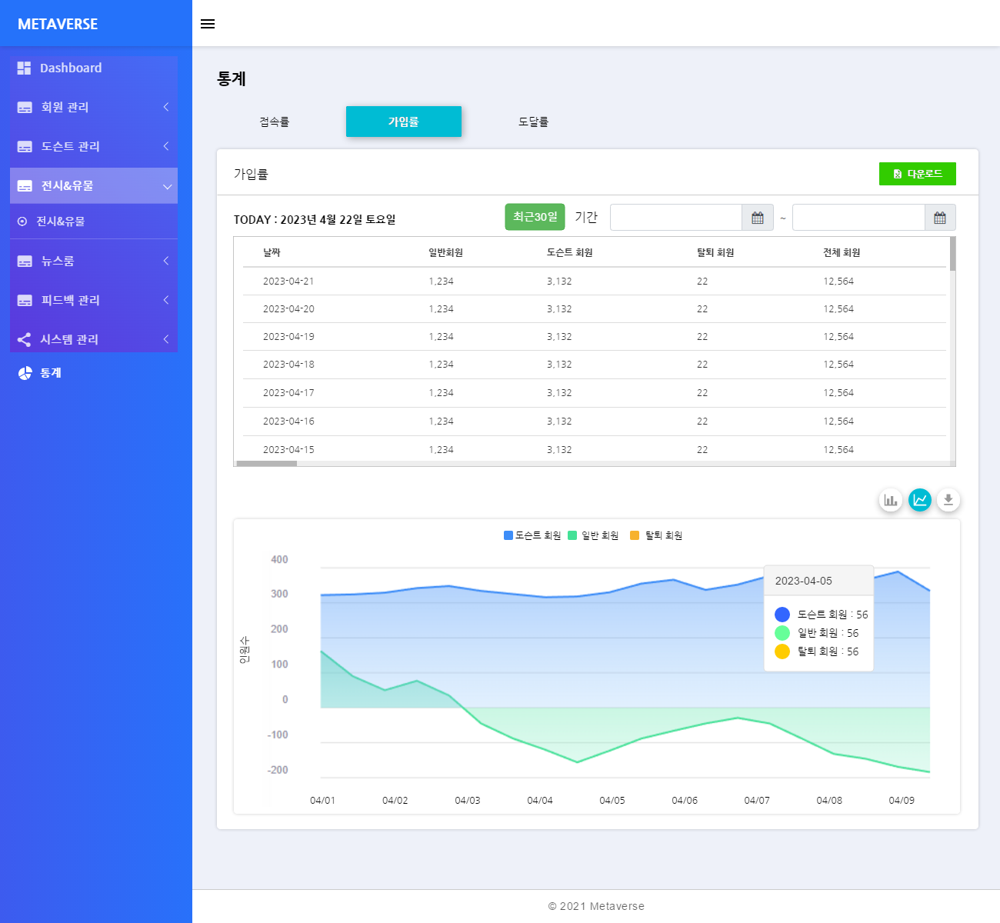 METAVERSE
Dashboard
회원 관리
도슨트 관리
전시&유물
전시&유물
뉴스룸
피드백 관리
시스템 관리
통계
통계
접속률 가입률 도달률
가입률 다운로드
TODAY : 2023년 4월 22일 토요일 최근30일 기간 ~
날짜 일반회원 도슨트 회원 탈퇴 회원 전체 회원
2023-04-21 1,234 3,132 22 12,564
2023-04-20 1,234 3,132 22 12,564
2023-04-19 1,234 3,132 22 12,564
2023-04-18 1,234 3,132 22 12,564
2023-04-17 1,234 3,132 22 12,564
2023-04-16 1,234 3,132 22 12,564
2023-04-15 1,234 3,132 22 12,564
도슨트 회원 일반 회원 탈퇴 회원
400
300
200
100
0
-100
-200
인원수
2023-04-05
도슨트 회원 : 56
일반 회원 : 56
탈퇴 회원 : 56
04/01 04/02 04/03 04/04 04/05 04/06 04/07 04/08 04/09
© 2021 Metaverse